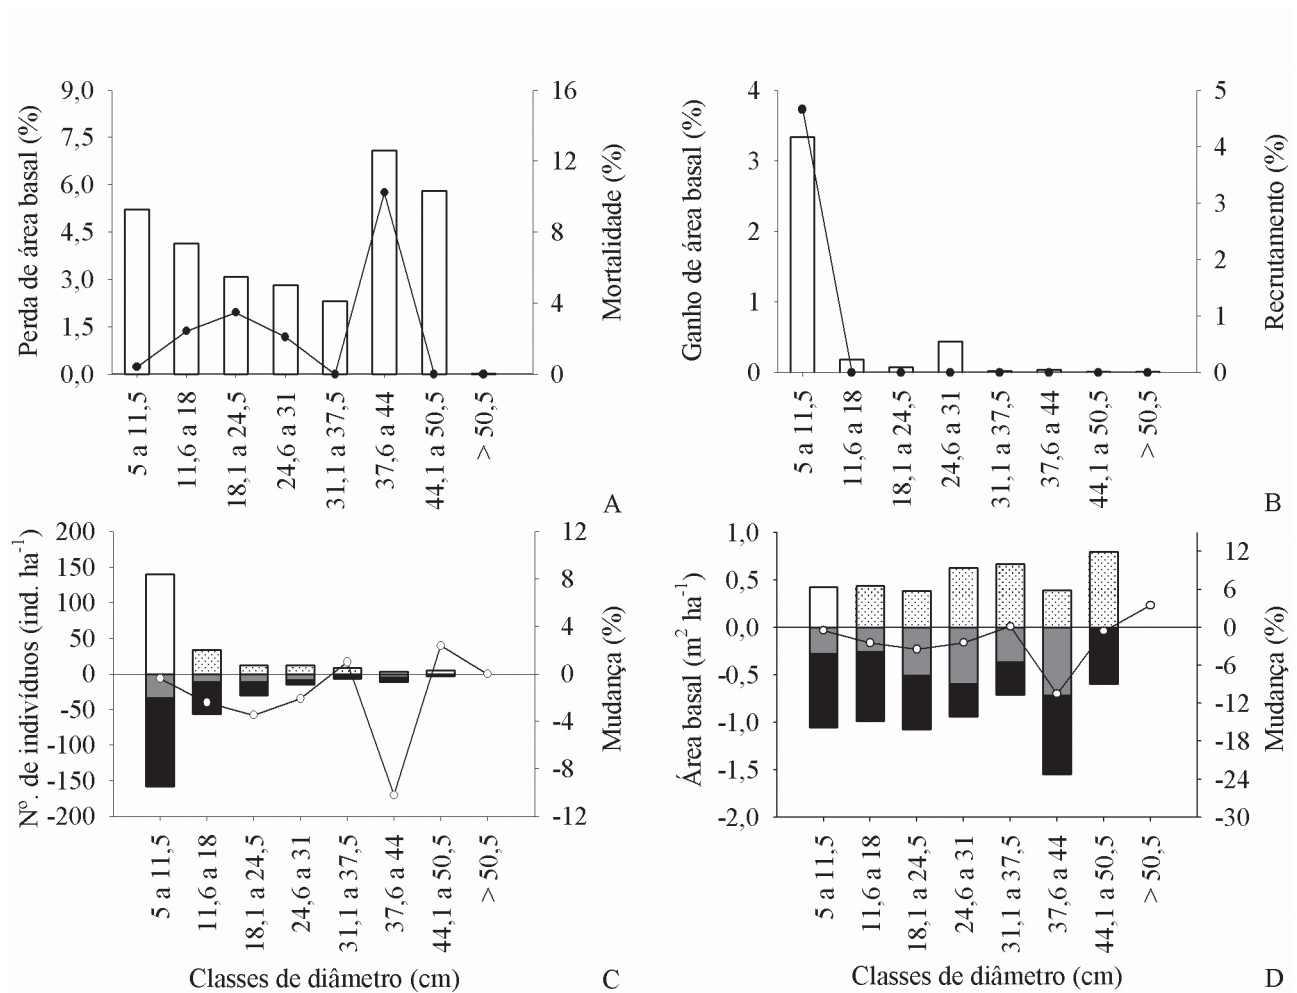 9,0
7,5
6,0
4,5
3,0
1,5
0,0
Perda de área basal (%)
16
12
8
4
0
Mortalidade (%)
5 a 11,5
11,6 a 18
18,1 a 24,5
24,6 a 31
31,1 a 37,5
37,6 a 44
44,1 a 50,5
> 50,5
A
4
3
2
1
0
Ganho de área basal (%)
5
4
3
2
1
0
Recrutamento (%)
5 a 11,5
11,6 a 18
18,1 a 24,5
24,6 a 31
31,1 a 37,5
37,6 a 44
44,1 a 50,5
> 50,5
B
200
150
100
50
0
-50
-100
-150
-200
Nº. de indivíduos (ind. ha⁻¹)
12
8
4
0
-4
-8
-12
Mudança (%)
5 a 11,5
11,6 a 18
18,1 a 24,5
24,6 a 31
31,1 a 37,5
37,6 a 44
44,1 a 50,5
> 50,5
Classes de diâmetro (cm)
C
1,0
0,5
0,0
-0,5
-1,0
-1,5
-2,0
Área basal (m² ha⁻¹)
12
6
0
-6
-12
-18
-24
-30
Mudança (%)
5 a 11,5
11,6 a 18
18,1 a 24,5
24,6 a 31
31,1 a 37,5
37,6 a 44
44,1 a 50,5
> 50,5
Classes de diâmetro (cm)
D